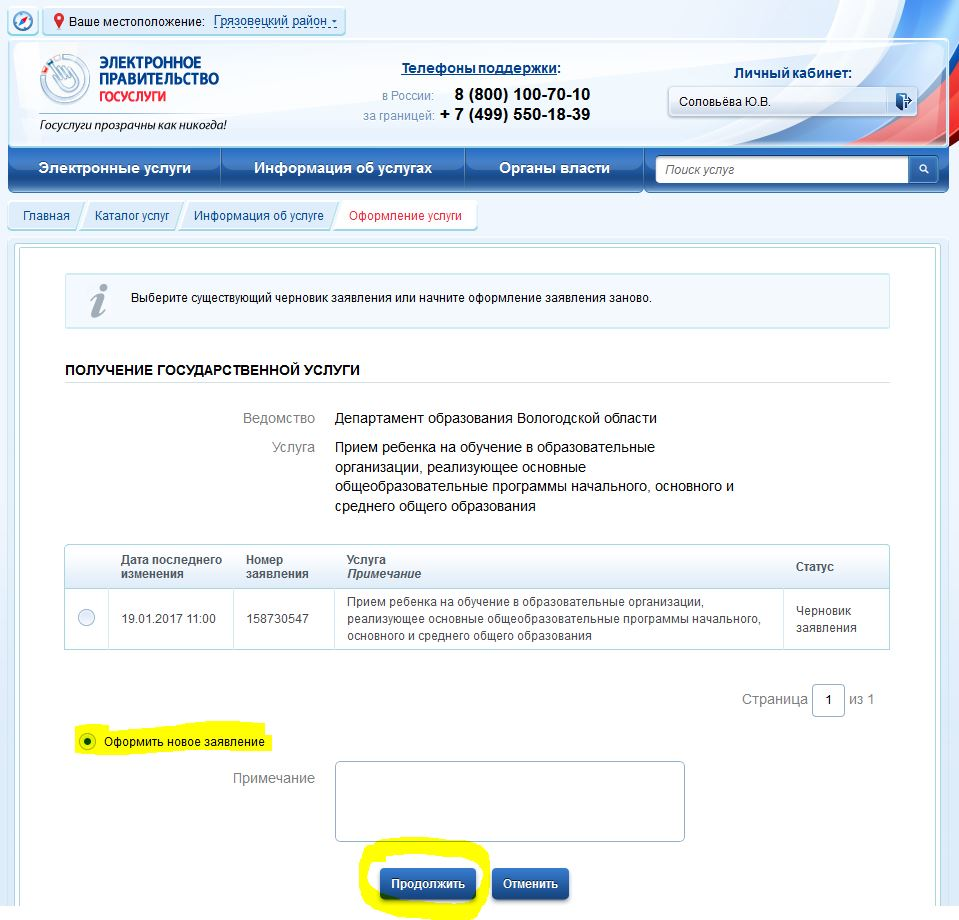 Ваше местоположение: Грязовецкий район
ЭЛЕКТРОННОЕ
ПРАВИТЕЛЬСТВО
ГОСУСЛУГИ
Госуслуги прозрачны как никогда!
Телефоны поддержки:
в России: 8 (800) 100-70-10
за границей: + 7 (499) 550-18-39
Личный кабинет:
Соловьёва Ю.В.
Электронные услуги Информация об услугах Органы власти Поиск услуг
Главная Каталог услуг Информация об услуге Оформление услуги
Выберите существующий черновик заявления или начните оформление заявления заново.
ПОЛУЧЕНИЕ ГОСУДАРСТВЕННОЙ УСЛУГИ
Ведомство Департамент образования Вологодской области
Услуга Прием ребенка на обучение в образовательные
организации, реализующее основные
общеобразовательные программы начального, основного и
среднего общего образования
Дата последнего
изменения
Номер
заявления
Услуга
Примечание
Статус
19.01.2017 11:00
158730547
Прием ребенка на обучение в образовательные организации,
реализующее основные общеобразовательные программы начального,
основного и среднего общего образования
Черновик
заявления
Страница 1 из 1
Оформить новое заявление
Примечание
Продолжить Отменить